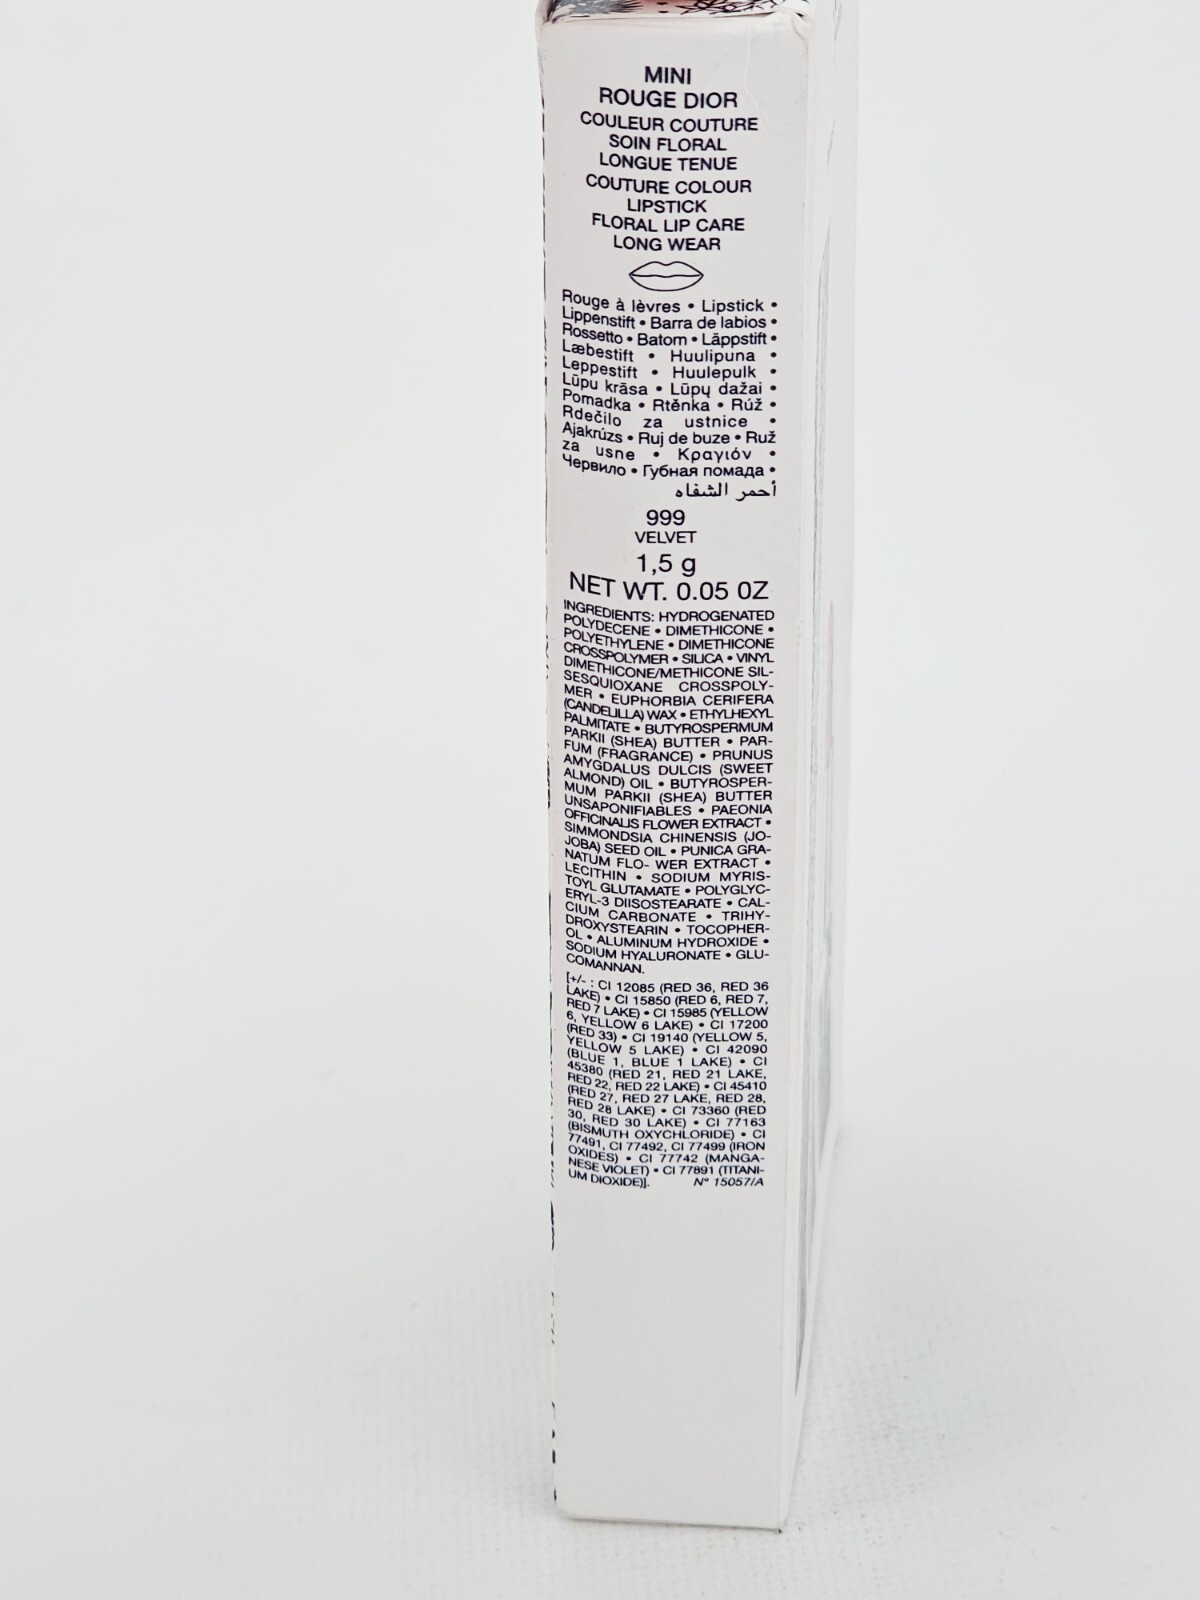 MINI
ROUGE DIOR
COULEUR COUTURE
SOIN FLORAL
LONGUE TENUE
COUTURE COLOUR
LIPSTICK
FLORAL LIP CARE
LONG WEAR
Rouge à lèvres • Lipstick •
Lippenstift • Barra de labios •
Rossetto • Batom • Läppstift •
Læbestift • Huulipuna •
Leppestift • Huulepulk •
Lūpu krāsa • Lūpų dažai •
Pomadka • Rtěnka • Rúž •
Rdečilo za ustnice •
Ajakrúzs • Ruj de buze • Ruž
za usne • Κραγιόν •
Червило • Губная помада •
أحمر الشفاه
999
VELVET
1,5 g
NET WT. 0.05 OZ
INGREDIENTS: HYDROGENATED
POLYDECENE • DIMETHICONE •
POLYETHYLENE • DIMETHICONE
CROSSPOLYMER • SILICA • VINYL
DIMETHICONE/METHICONE SIL-
SESQUIOXANE CROSSPOLY-
MER • EUPHORBIA CERIFERA
(CANDELILLA) WAX • ETHYLHEXYL
PALMITATE • BUTYROSPERMUM
PARKII (SHEA) BUTTER • PAR-
FUM (FRAGRANCE) • PRUNUS
AMYGDALUS DULCIS (SWEET
ALMOND) OIL • BUTYROSPER-
MUM PARKII (SHEA) BUTTER
UNSAPONIFIABLES • PAEONIA
OFFICINALIS FLOWER EXTRACT •
SIMMONDSIA CHINENSIS (JO-
JOBA) SEED OIL • PUNICA GRA-
NATUM FLO- WER EXTRACT •
LECITHIN • SODIUM MYRIS-
TOYL GLUTAMATE • POLYGLYC-
ERYL-3 DIISOSTEARATE • CAL-
CIUM CARBONATE • TRIHY-
DROXYSTEARIN • TOCOPHER-
OL • ALUMINUM HYDROXIDE •
SODIUM HYALURONATE • GLU-
COMANNAN.
[+/- : CI 12085 (RED 36, RED 36
LAKE) • CI 15850 (RED 6, RED 7,
RED 7 LAKE) • CI 15985 (YELLOW
6, YELLOW 6 LAKE) • CI 17200
(RED 33) • CI 19140 (YELLOW 5,
YELLOW 5 LAKE) • CI 42090
(BLUE 1, BLUE 1 LAKE) • CI
45380 (RED 21, RED 21 LAKE,
RED 22, RED 22 LAKE) • CI 45410
(RED 27, RED 27 LAKE, RED 28,
RED 28 LAKE) • CI 73360 (RED
30, RED 30 LAKE) • CI 77163
(BISMUTH OXYCHLORIDE) • CI
77491, CI 77492, CI 77499 (IRON
OXIDES) • CI 77742 (MANGA-
NESE VIOLET) • CI 77891 (TITANI-
UM DIOXIDE)]. N° 15057/A